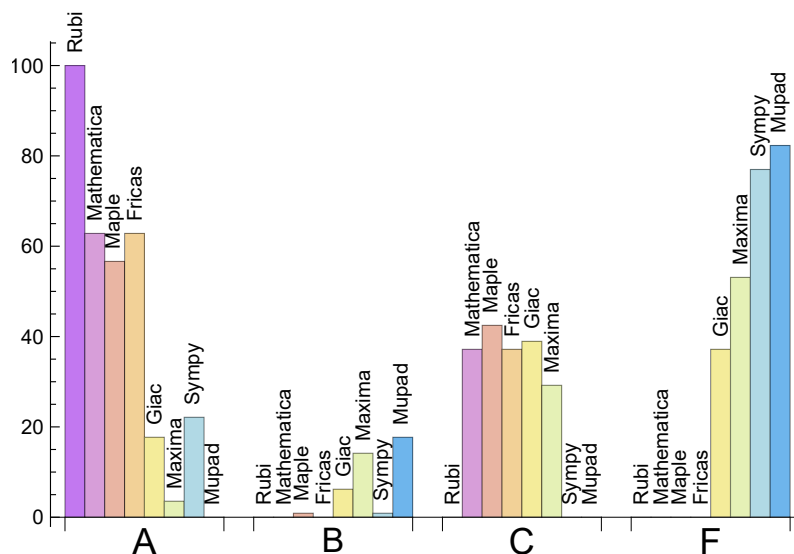 100
80
60
40
20
0
Rubi
Mathematica
Maple
Fricas
Giac
Maxima
Sympy
Mupad
Rubi
Mathematica
Maple
Fricas
Giac
Maxima
Sympy
Mupad
Rubi
Mathematica
Maple
Fricas
Giac
Maxima
Sympy
Mupad
Rubi
Mathematica
Maple
Fricas
Giac
Maxima
Sympy
Mupad
A
B
C
F